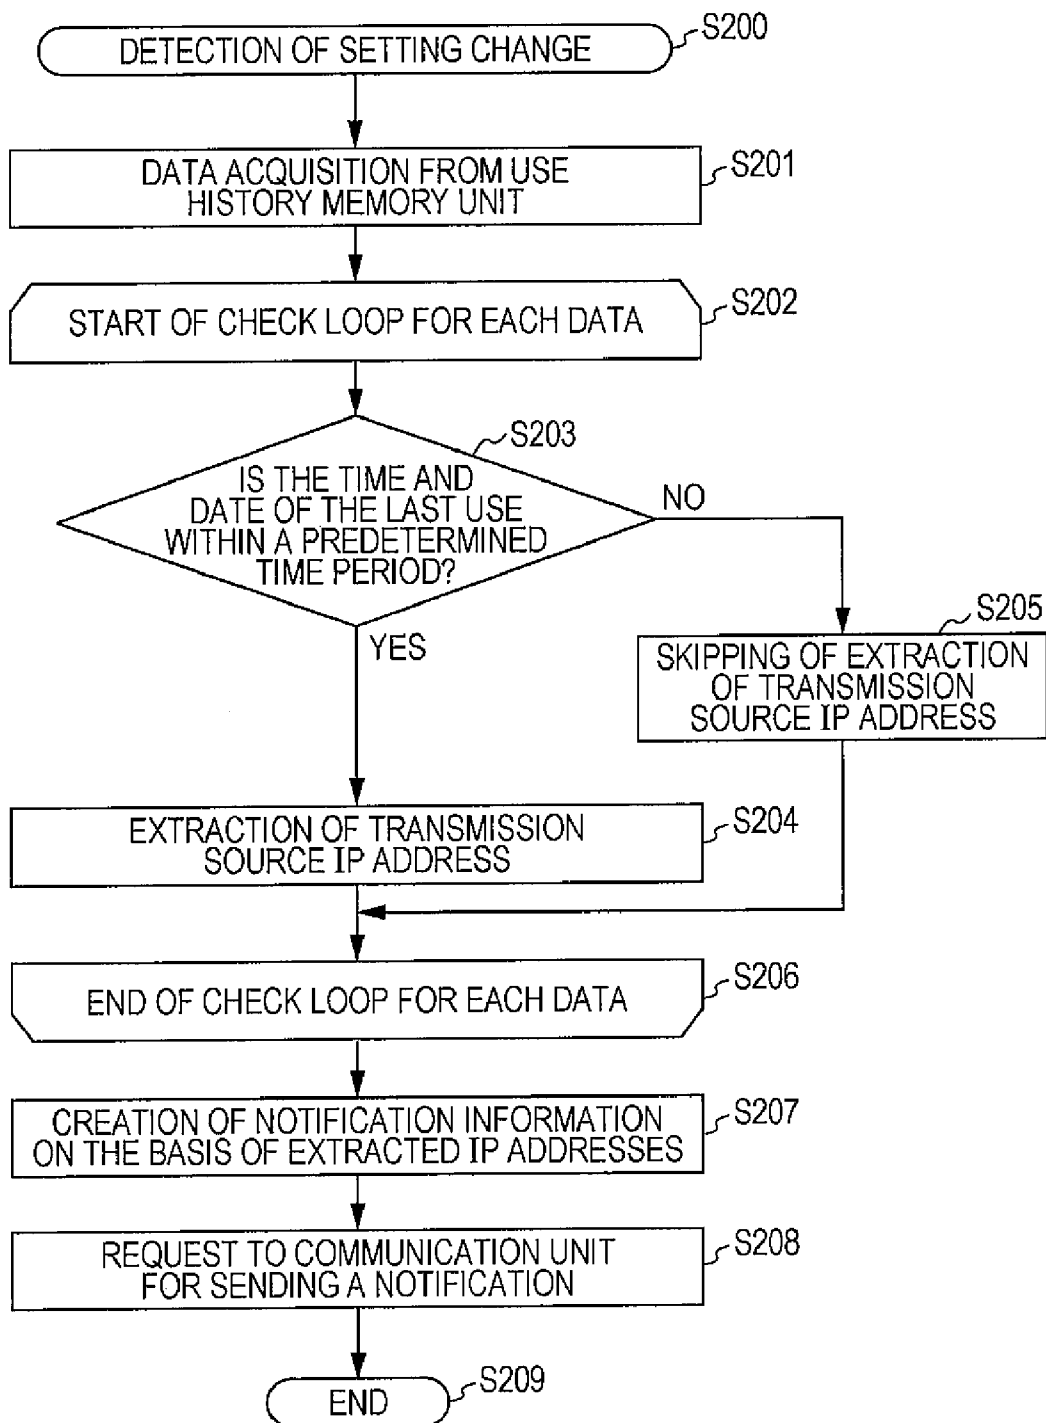 DETECTION OF SETTING CHANGE
S200
DATA ACQUISITION FROM USE
HISTORY MEMORY UNIT
S201
START OF CHECK LOOP FOR EACH DATA
S202
S203
IS THE TIME AND
DATE OF THE LAST USE
WITHIN A PREDETERMINED
TIME PERIOD?
NO
YES
S205
SKIPPING OF EXTRACTION
OF TRANSMISSION
SOURCE IP ADDRESS
EXTRACTION OF TRANSMISSION
SOURCE IP ADDRESS
S204
END OF CHECK LOOP FOR EACH DATA
S206
CREATION OF NOTIFICATION INFORMATION
ON THE BASIS OF EXTRACTED IP ADDRESSES
S207
REQUEST TO COMMUNICATION UNIT
FOR SENDING A NOTIFICATION
S208
END
S209